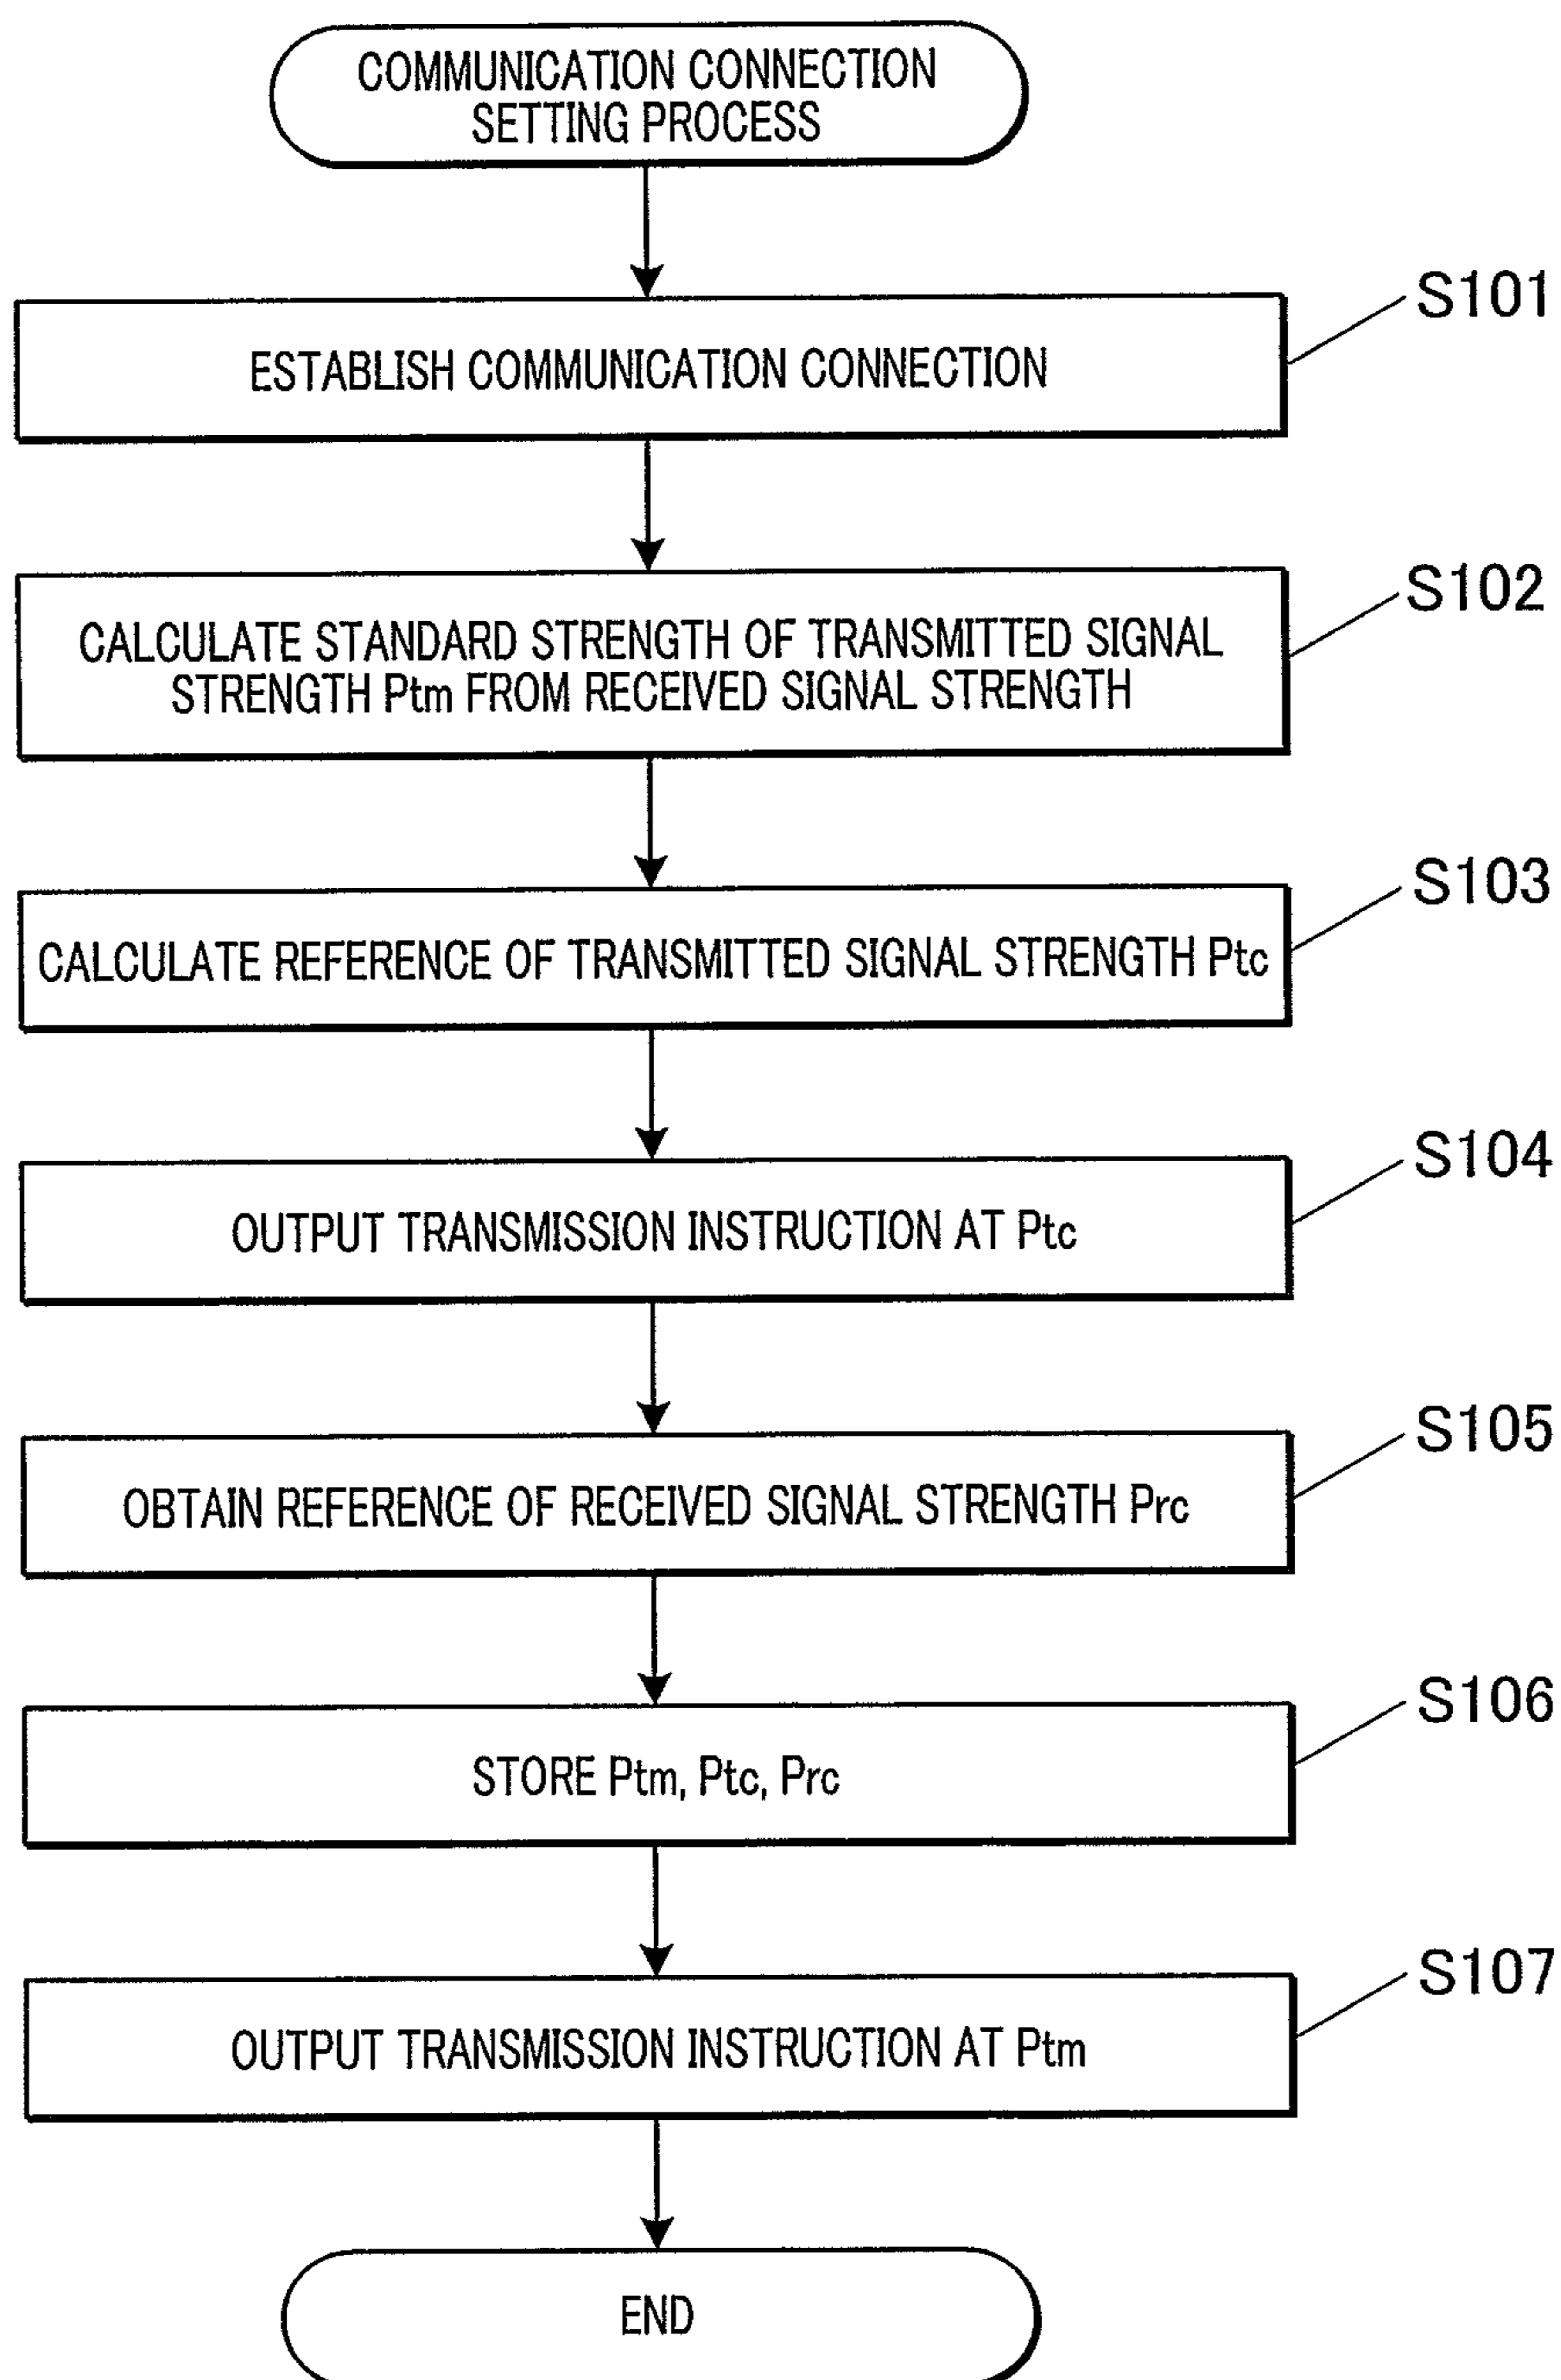 COMMUNICATION CONNECTION
SETTING PROCESS
S101
ESTABLISH COMMUNICATION CONNECTION
S102
CALCULATE STANDARD STRENGTH OF TRANSMITTED SIGNAL
STRENGTH Ptm FROM RECEIVED SIGNAL STRENGTH
S103
CALCULATE REFERENCE OF TRANSMITTED SIGNAL STRENGTH Ptc
S104
OUTPUT TRANSMISSION INSTRUCTION AT Ptc
S105
OBTAIN REFERENCE OF RECEIVED SIGNAL STRENGTH Prc
S106
STORE Ptm, Ptc, Prc
S107
OUTPUT TRANSMISSION INSTRUCTION AT Ptm
END